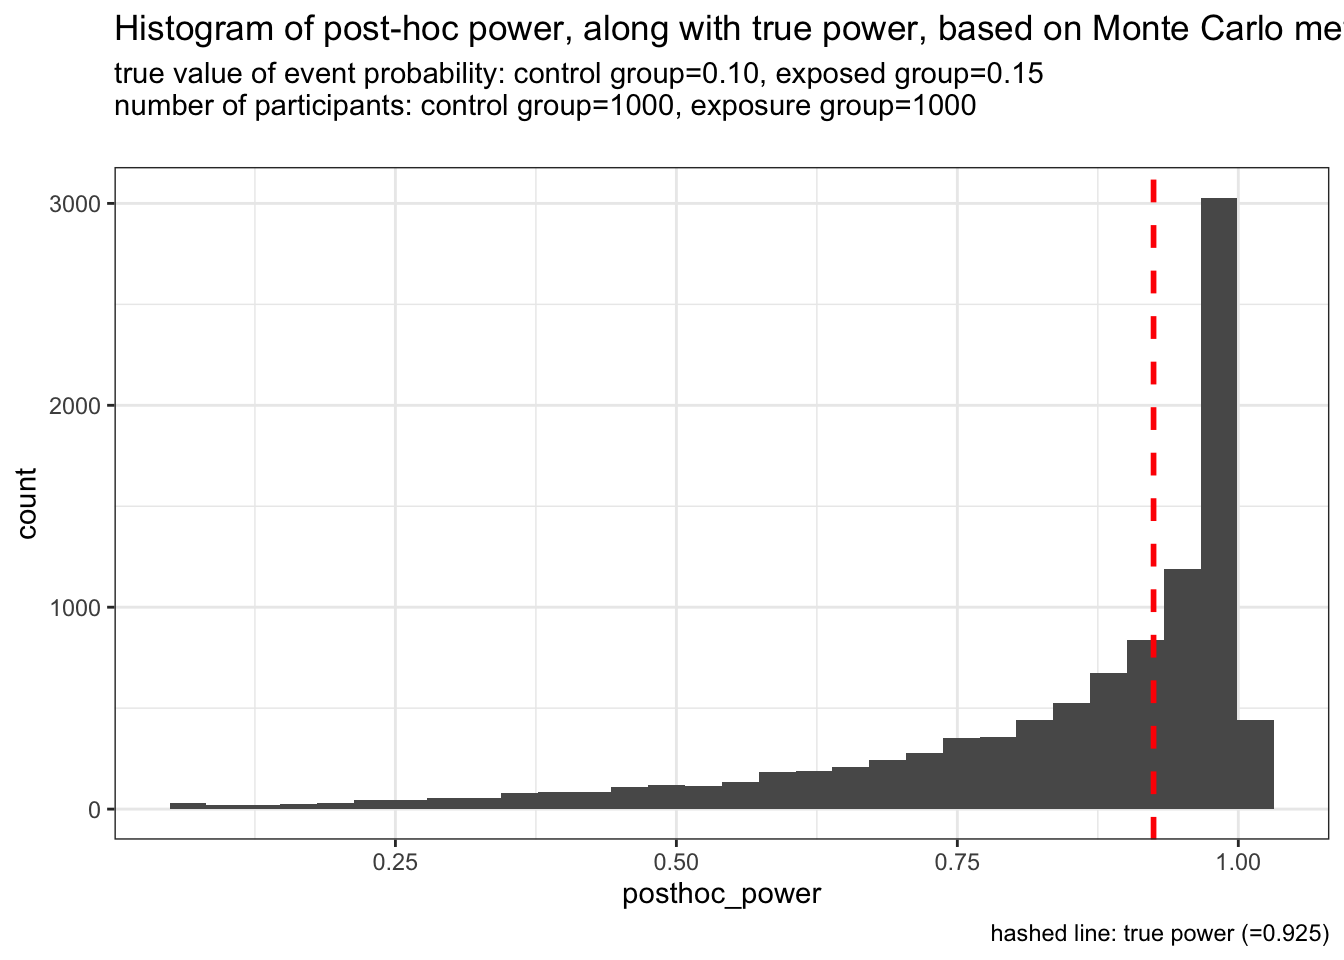 Histogram of post-hoc power, along with true power, based on Monte Carlo me
true value of event probability: control group=0.10, exposed group=0.15
number of participants: control group=1000, exposure group=1000
3000
2000
1000
0
count
0.25 0.50 0.75 1.00
posthoc_power
hashed line: true power (=0.925)